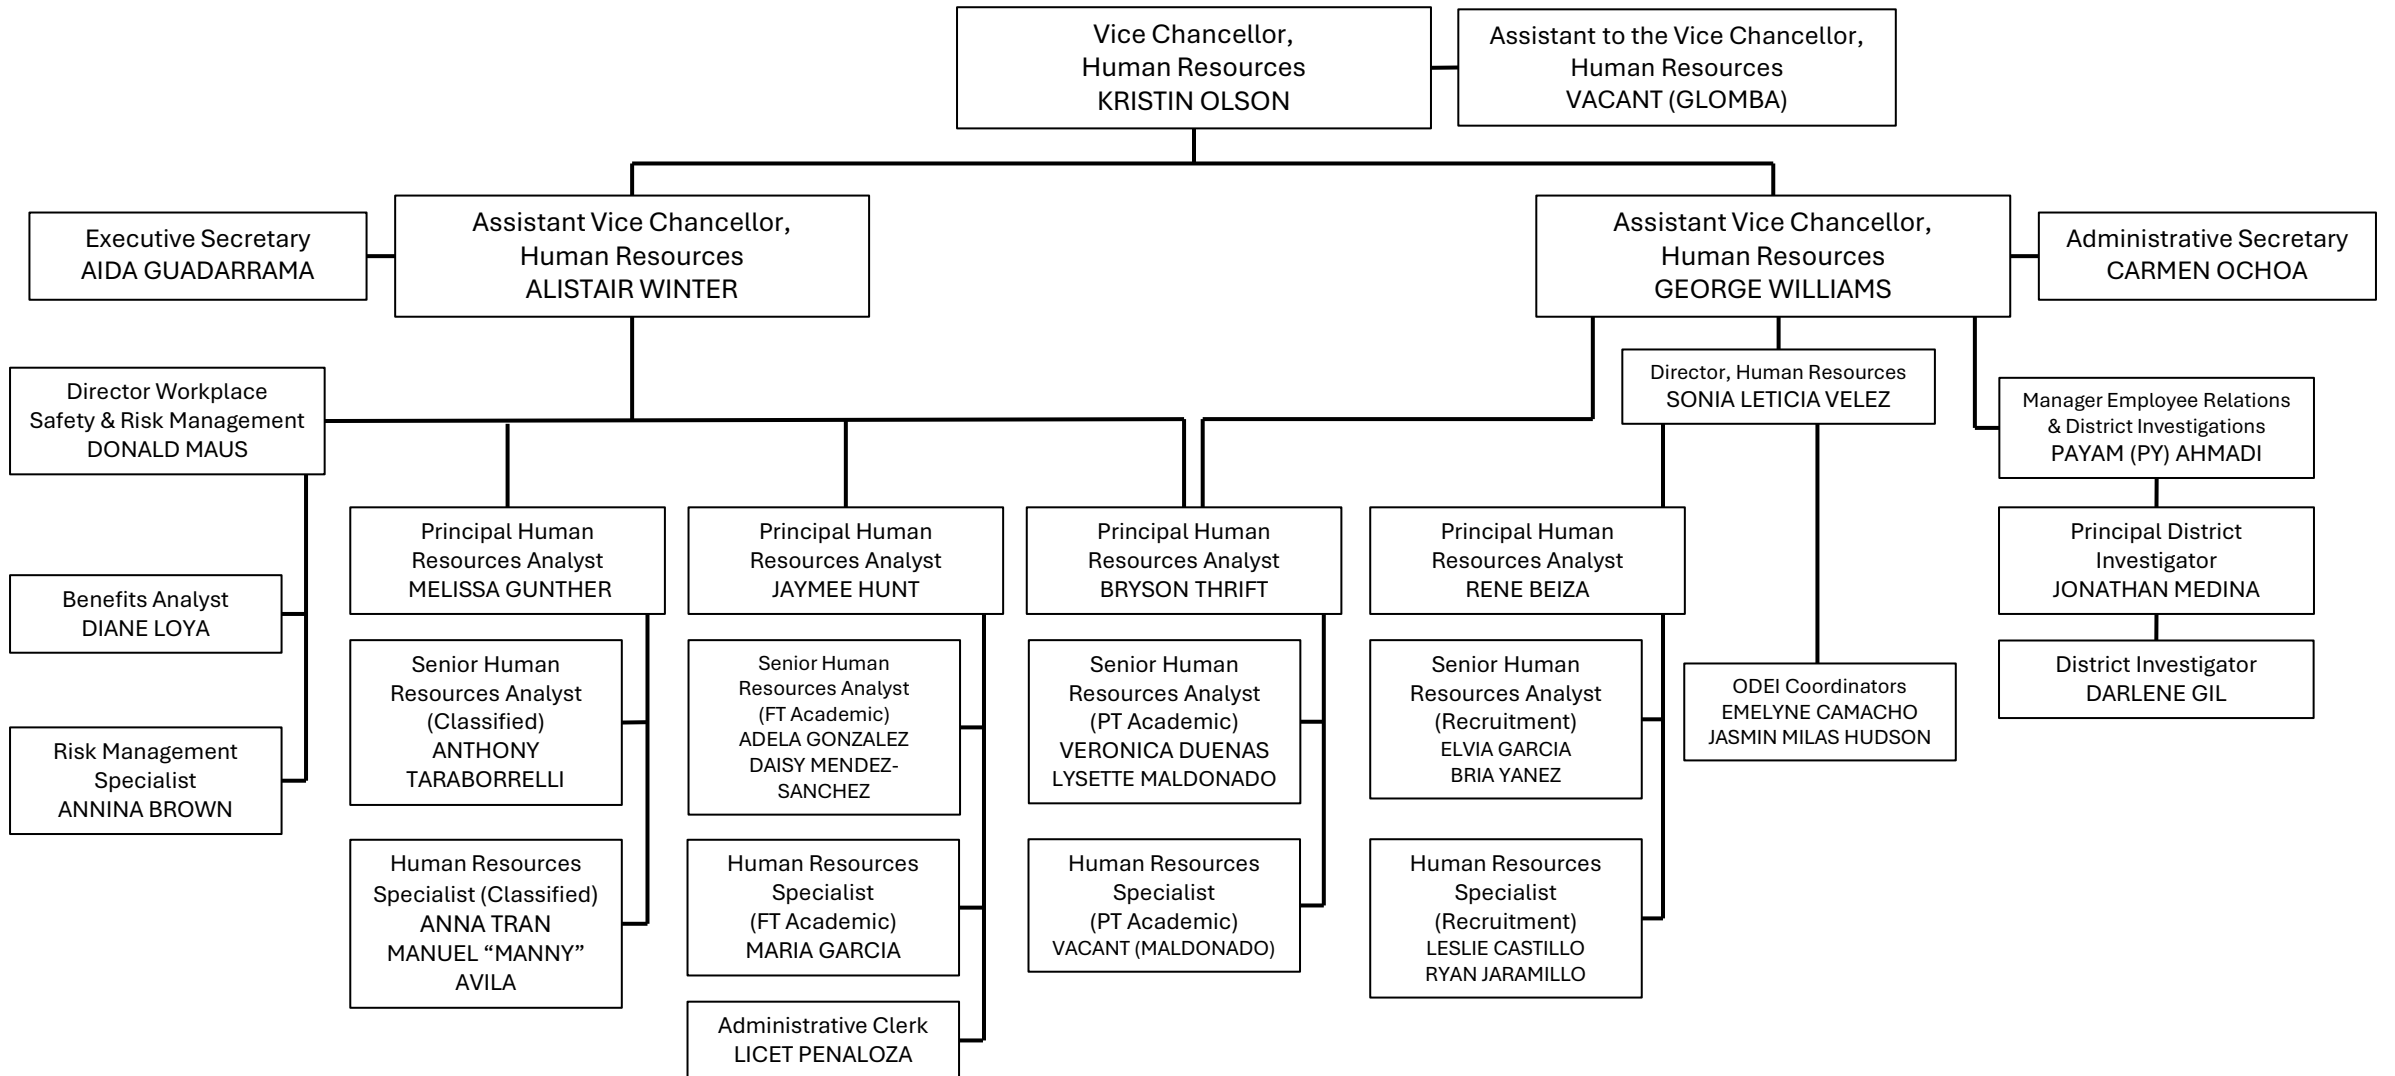 Vice Chancellor,
Human Resources
KRISTIN OLSON
Assistant to the Vice Chancellor,
Human Resources
VACANT (GLOMBA)
Executive Secretary
AIDA GUADARRAMA
Assistant Vice Chancellor,
Human Resources
ALISTAIR WINTER
Assistant Vice Chancellor,
Human Resources
GEORGE WILLIAMS
Administrative Secretary
CARMEN OCHOA
Director Workplace
Safety & Risk Management
DONALD MAUS
Director, Human Resources
SONIA LETICIA VELEZ
Manager Employee Relations
& District Investigations
PAYAM (PY) AHMADI
Benefits Analyst
DIANE LOYA
Risk Management
Specialist
ANNINA BROWN
Principal Human
Resources Analyst
MELISSA GUNTHER
Senior Human
Resources Analyst
(Classified)
ANTHONY
TARABORRELLI
Human Resources
Specialist (Classified)
ANNA TRAN
MANUEL “MANNY”
AVILA
Principal Human
Resources Analyst
JAYMEE HUNT
Senior Human
Resources Analyst
(FT Academic)
ADELA GONZALEZ
DAISY MENDEZ-
SANCHEZ
Human Resources
Specialist
(FT Academic)
MARIA GARCIA
Administrative Clerk
LICET PENALOZA
Principal Human
Resources Analyst
BRYSON THRIFT
Senior Human
Resources Analyst
(PT Academic)
VERONICA DUENAS
LYSETTE MALDONADO
Human Resources
Specialist
(PT Academic)
VACANT (MALDONADO)
Principal Human
Resources Analyst
RENE BEIZA
Senior Human
Resources Analyst
(Recruitment)
ELVIA GARCIA
BRIA YANEZ
Human Resources
Specialist
(Recruitment)
LESLIE CASTILLO
RYAN JARAMILLO
ODEI Coordinators
EMELYNE CAMACHO
JASMIN MILAS HUDSON
Principal District
Investigator
JONATHAN MEDINA
District Investigator
DARLENE GIL